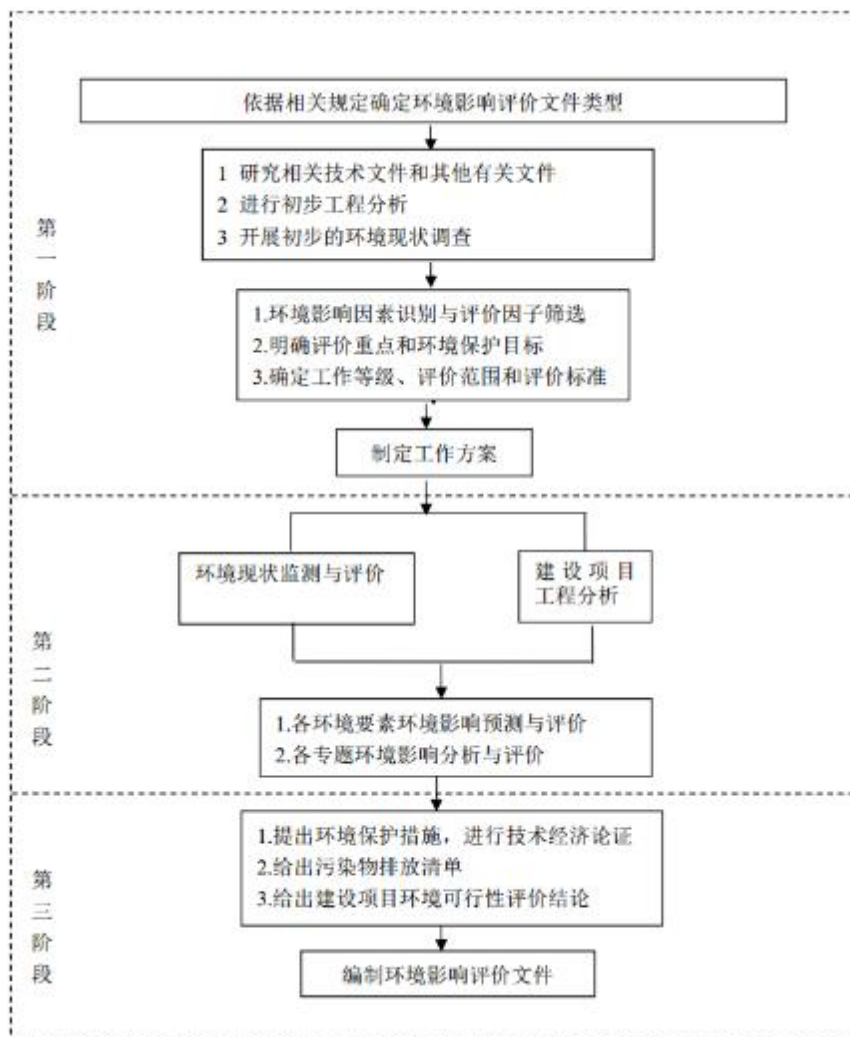 依据相关规定确定环境影响评价文件类型
1 研究相关技术文件和其他有关文件
2 进行初步工程分析
3 开展初步的环境现状调查
第一阶段
1.环境影响因素识别与评价因子筛选
2.明确评价重点和环境保护目标
3.确定工作等级、评价范围和评价标准
制定工作方案
环境现状监测与评价
建设项目
工程分析
第二阶段
1.各环境要素环境影响预测与评价
2.各专题环境影响分析与评价
1.提出环境保护措施，进行技术经济论证
2.给出污染物排放清单
3.给出建设项目环境可行性评价结论
第三阶段
编制环境影响评价文件